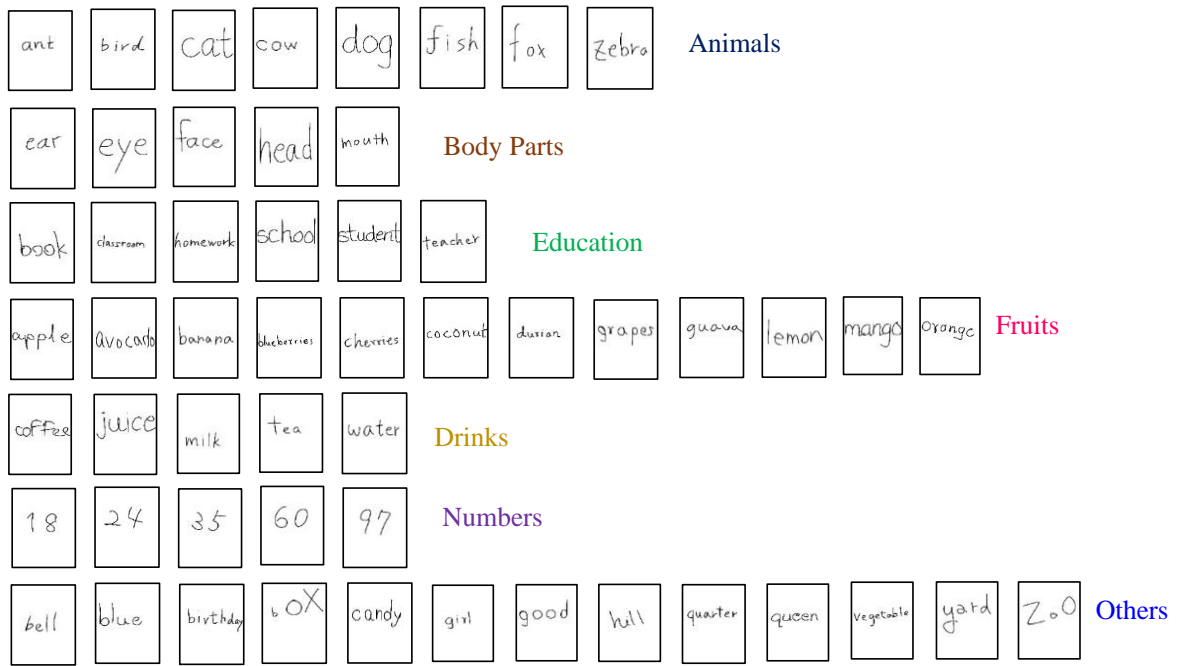 ant bird cat cow dog fish fox zebra Animals
ear eye face head mouth Body Parts
book classroom homework school student teacher Education
apple avocado banana blueberries cherries coconut durian grapes guava lemon mango orange Fruits
coffee juice milk tea water Drinks
18 24 35 60 97 Numbers
bell blue birthday box candy girl good hill quarter queen vegetable yard zoo Others